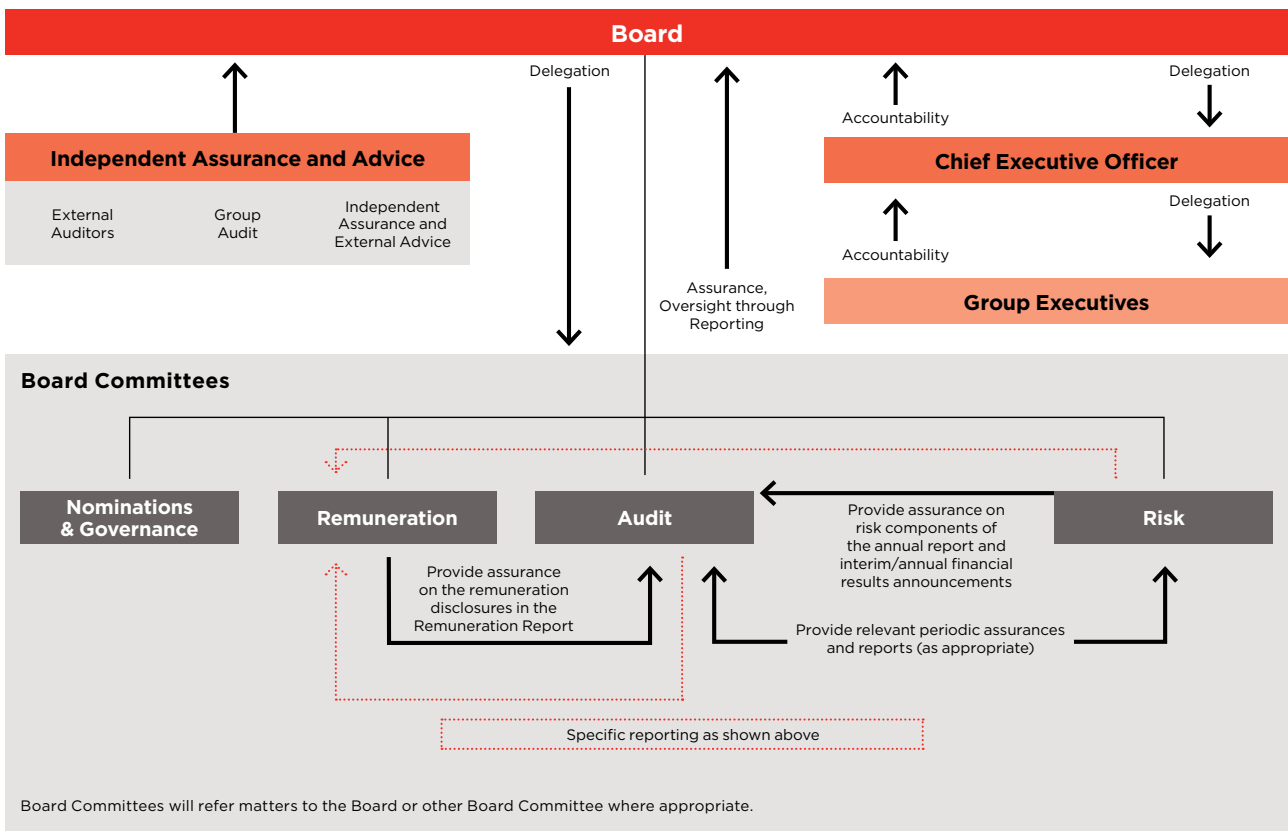 Board
Delegation
Delegation
Accountability
Independent Assurance and Advice
Chief Executive Officer
External
Auditors
Group
Audit
Independent
Assurance and
External Advice
Delegation
Accountability
Assurance,
Oversight through
Reporting
Group Executives
Board Committees
Nominations
& Governance
Remuneration
Audit
Risk
Provide assurance on
risk components of
the annual report and
interim/annual financial
results announcements
Provide assurance
on the remuneration
disclosures in the
Remuneration Report
Provide relevant periodic assurances
and reports (as appropriate)
Specific reporting as shown above
Board Committees will refer matters to the Board or other Board Committee where appropriate.